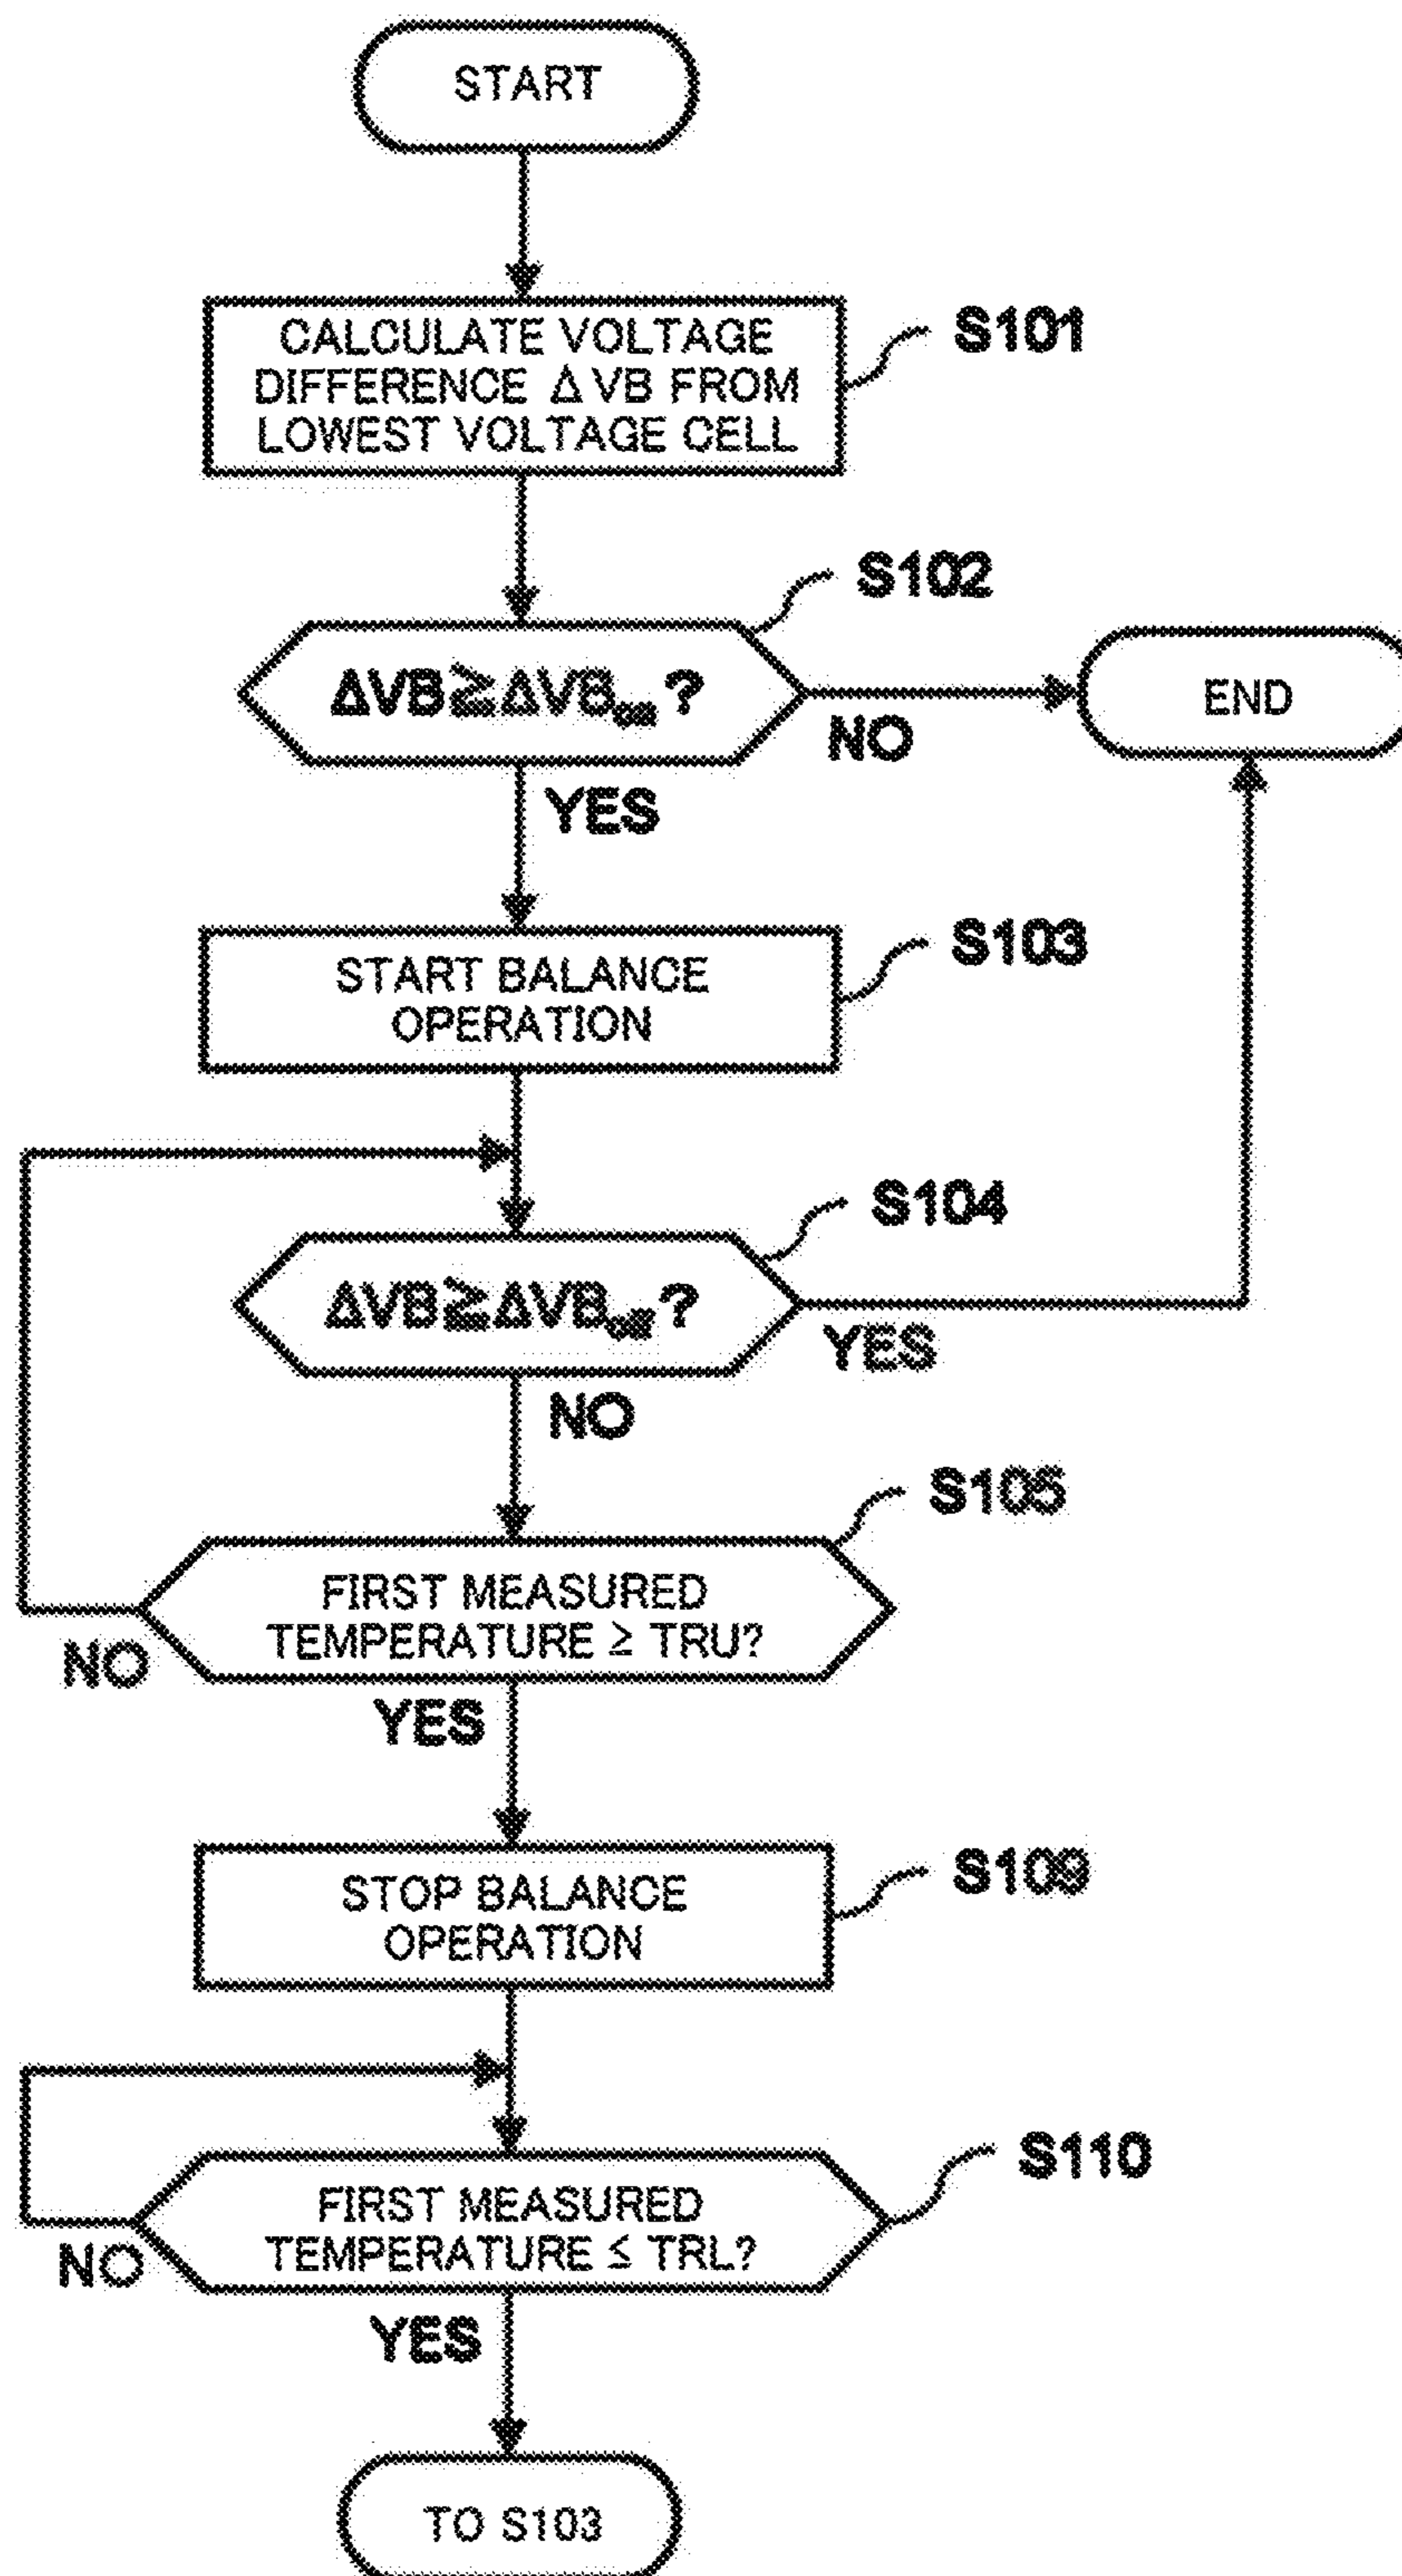 START
CALCULATE VOLTAGE
DIFFERENCE Δ VB FROM
LOWEST VOLTAGE CELL
S101
S102
ΔVB≧ΔVB ?
NO
END
YES
START BALANCE
OPERATION
S103
S104
ΔVB≧ΔVB ?
YES
NO
S105
FIRST MEASURED
TEMPERATURE ≥ TRU?
NO
YES
STOP BALANCE
OPERATION
S109
S110
FIRST MEASURED
TEMPERATURE ≤ TRL?
NO
YES
TO S103